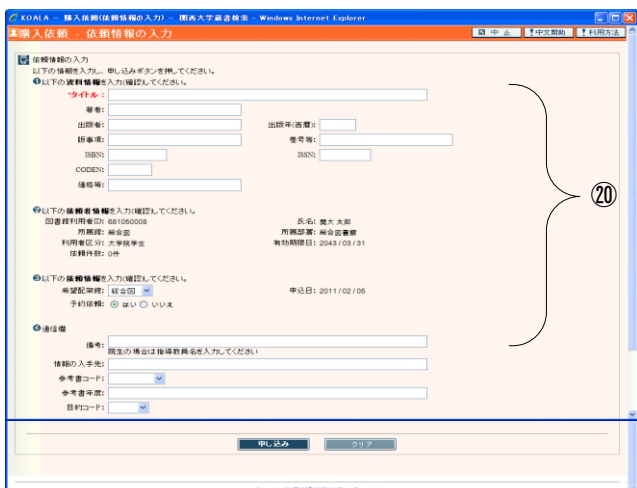 KOALA - 購入依頼(依頼情報の入力) - 関西大学蔵書検索 - Windows Internet Explorer
購入依頼 - 依頼情報の入力
中 止
中文幫助
利用方法
依頼情報の入力
以下の情報を入力し、申し込みボタンを押してください。
❶以下の資料情報を入力(確認)してください。
*タイトル:
著者:
出版者:
出版年(西暦):
版事項:
巻号等:
ISBN:
ISSN:
CODEN:
価格等:
⑳
❷以下の依頼者情報を入力(確認)してください。
図書館利用者ID: 681060008
氏名: 関大 太郎
所属館: 総合図
所属部署: 総合図書館
利用者区分: 大学院学生
有効期限日: 2043/03/31
依頼件数: 0件
❸以下の依頼情報を入力(確認)してください。
希望配架館: 総合図
申込日: 2011/02/05
予約依頼: はい いいえ
❹通信欄
備考:
院生の場合は指導教員名を入力してください
情報の入手先:
参考書コード:
参考書年度:
目的コード:
申し込み
クリア